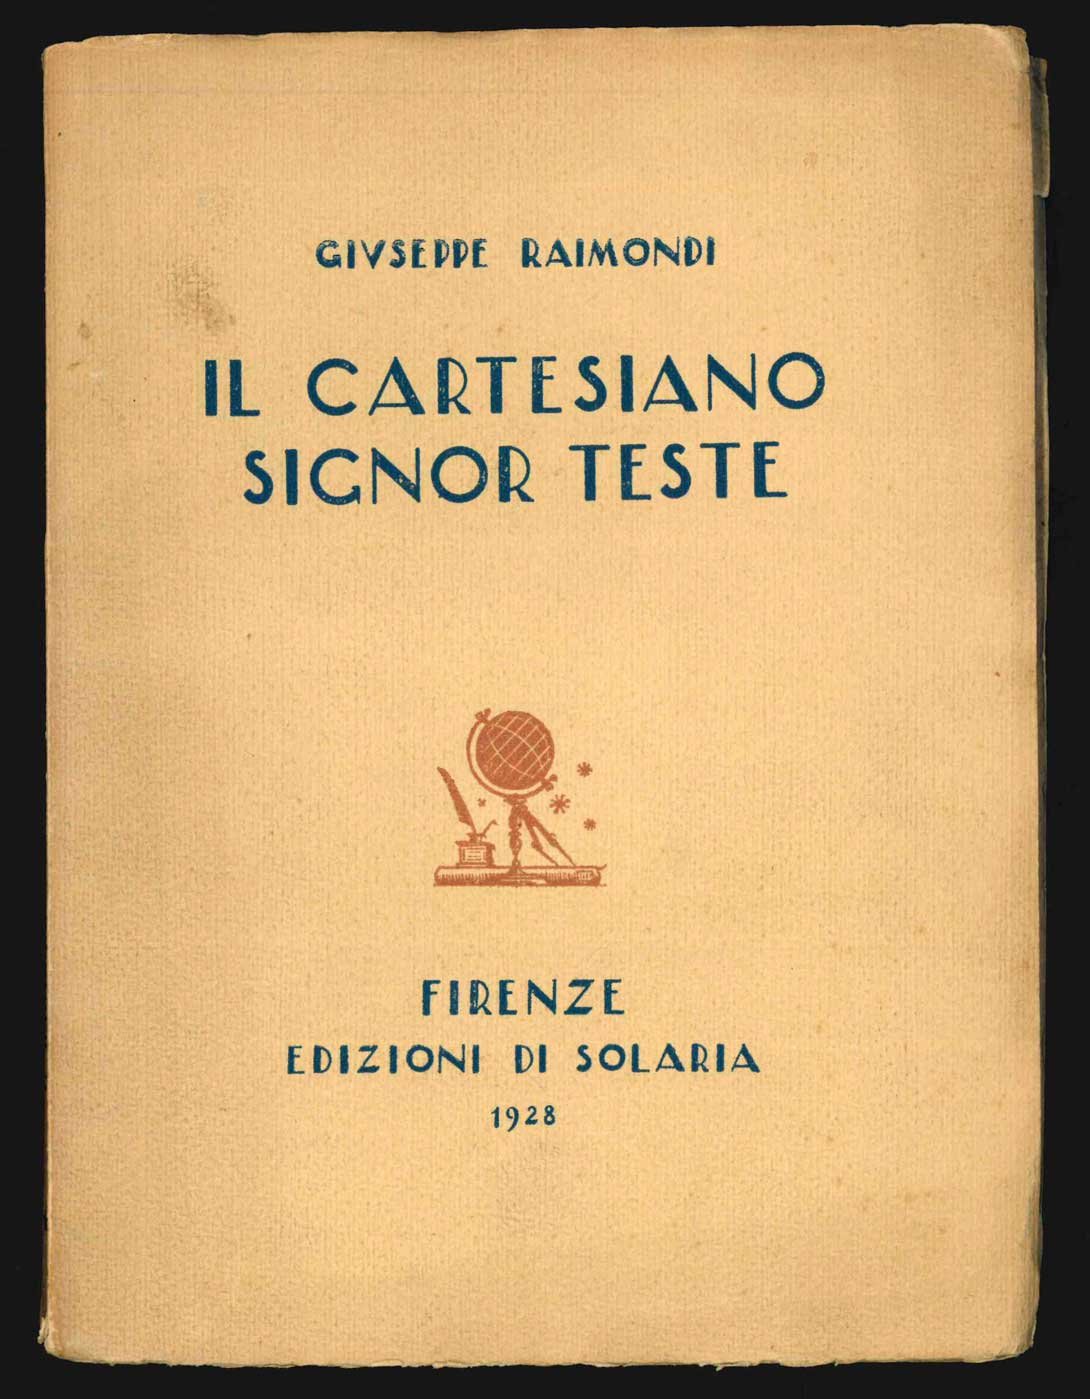 GIVSEPPE RAIMONDI
IL CARTESIANO
SIGNOR TESTE
FIRENZE
EDIZIONI DI SOLARIA
1928